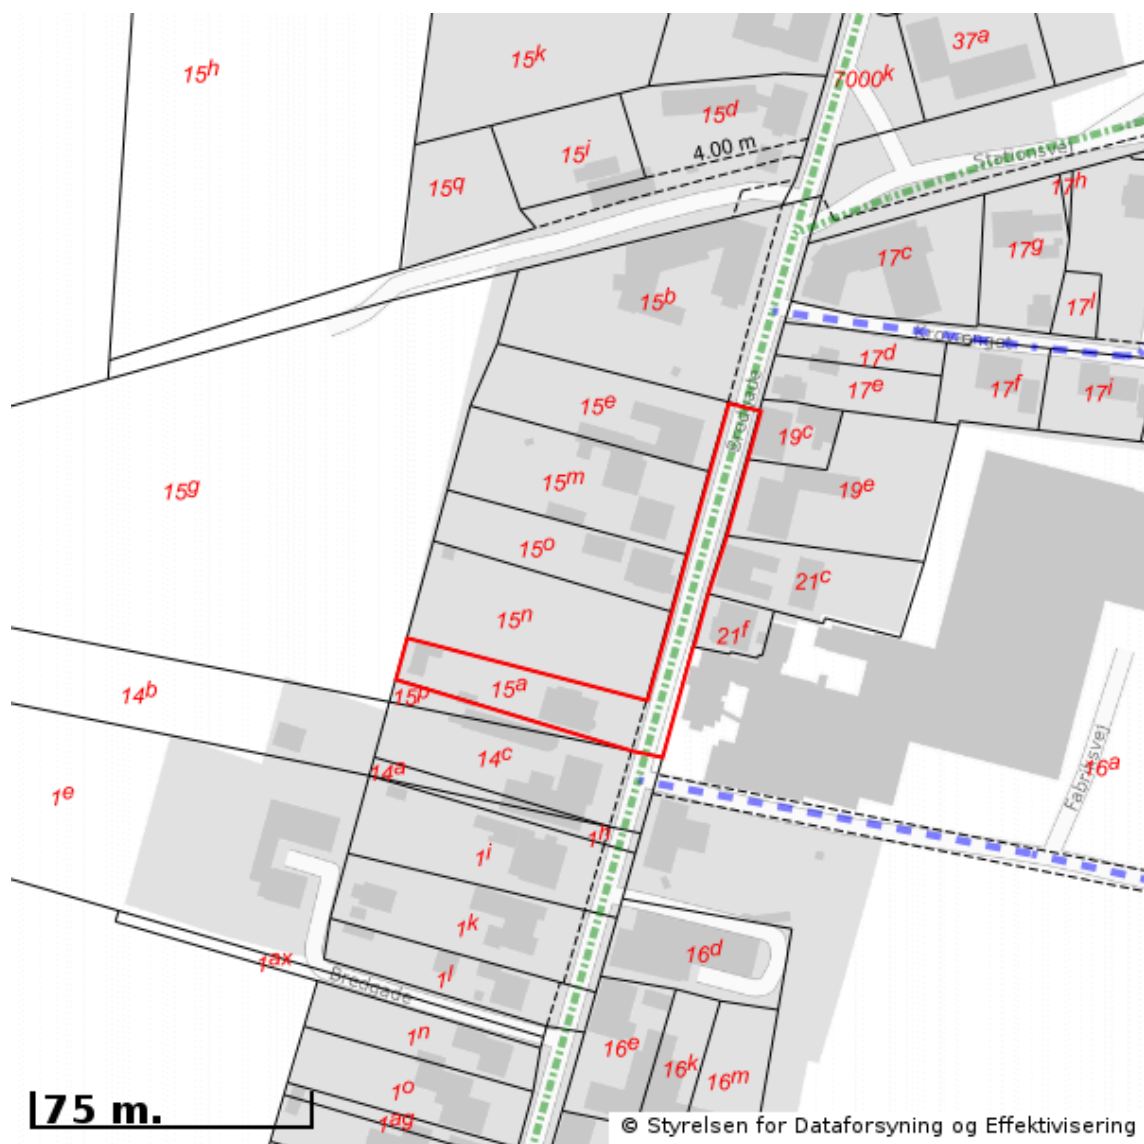 15h
15k
37a
7000k
15d
4.00 m
15i
Stationsvej
15q
17h
17g
17c
15b
17l
17d
17e
17f
17i
15e
Bredgade
19c
15m
19e
15g
15o
21c
15n
21f
15a
15p
14b
14c
14a
16a
Fabriksvej
1e
1h
1i
1k
16d
1ax
1l
Bredgade
1n
16e
16k
16m
1o
1ag
75 m.
© Styrelsen for Dataforsyning og Effektivisering